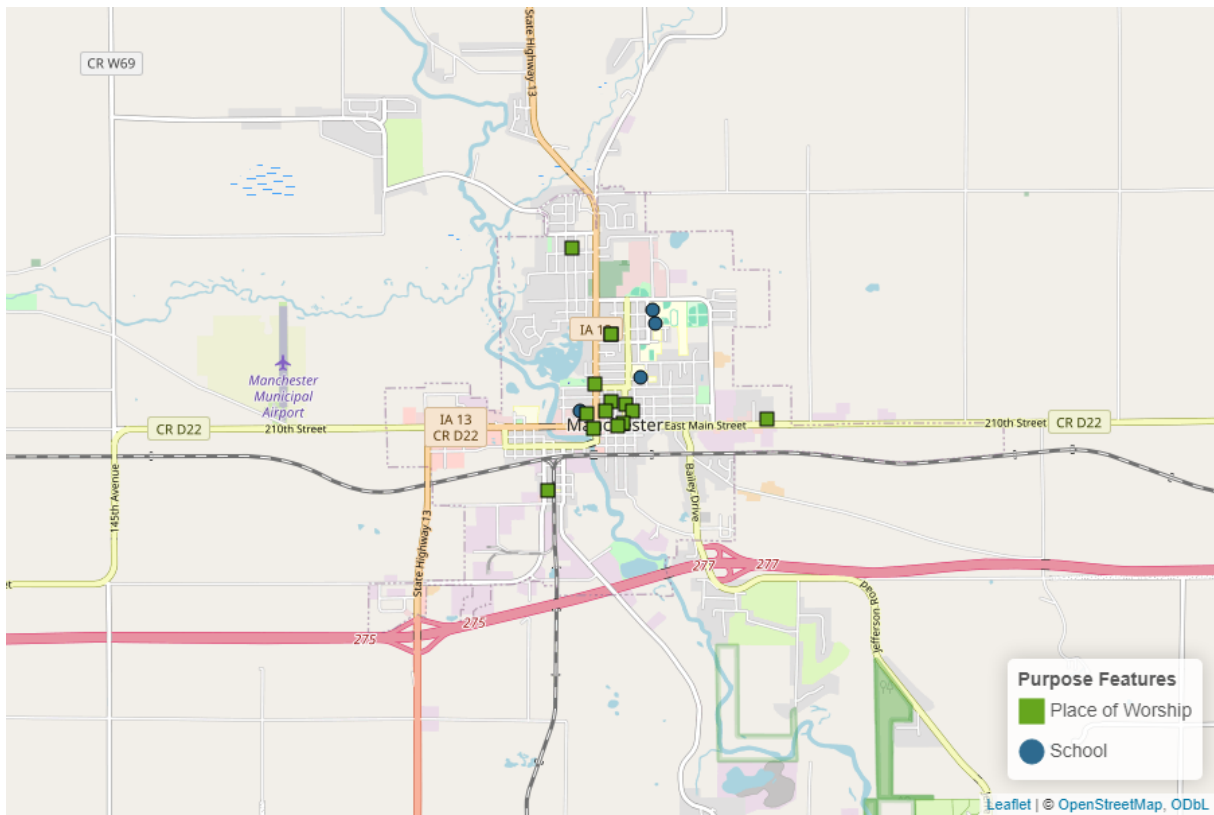 State Highway 13
CR W69
IA 1
Manchester
Municipal
Airport
IA 13
CR D22
CR D22
210th Street
Manchester
East Main Street
210th Street
CR D22
145th Avenue
Bailey Drive
State Highway 13
277
277
275
275
Jefferson Road
Purpose Features
Place of Worship
School
Leaflet | © OpenStreetMap, ODbL